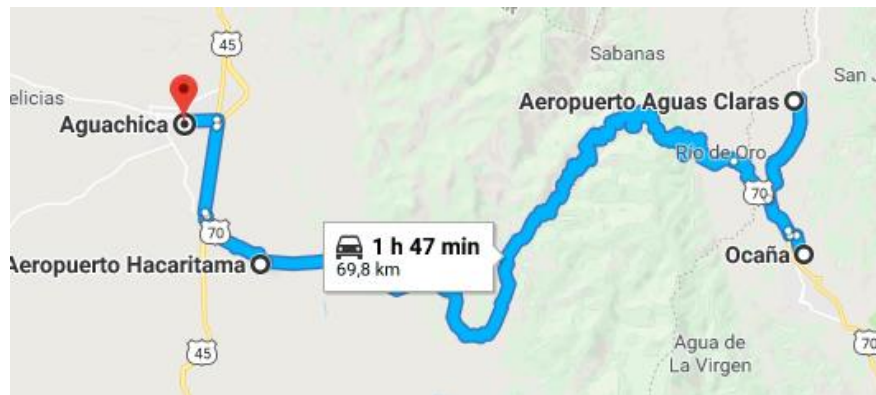 45
Sabanas
elicias
San J
Aguachica
Aeropuerto Aguas Claras
Río de Oro
70
70
1 h 47 min
69,8 km
Aeropuerto Hacaritama
Ocaña
45
Agua de
La Virgen
70